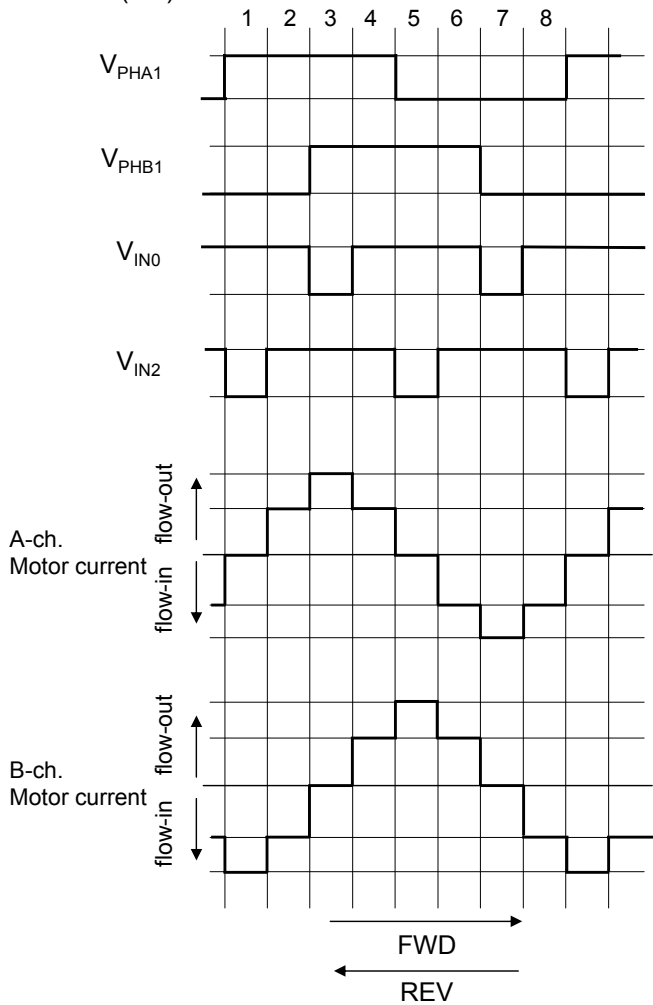 1 2 3 4 5 6 7 8
VPHA1
VPHB1
VIN0
VIN2
A-ch.
Motor current
flow-out
flow-in
B-ch.
Motor current
flow-out
flow-in
FWD
REV